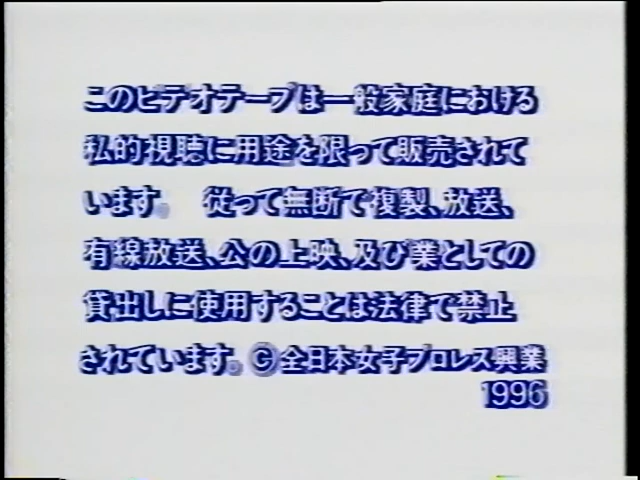 このビデオテープは一般家庭における
私的視聴に用途を限って販売されて
います。 従って無断で複製、放送、
有線放送、公の上映、及び業としての
貸出しに使用することは法律で禁止
されています。©全日本女子プロレス興業
1996